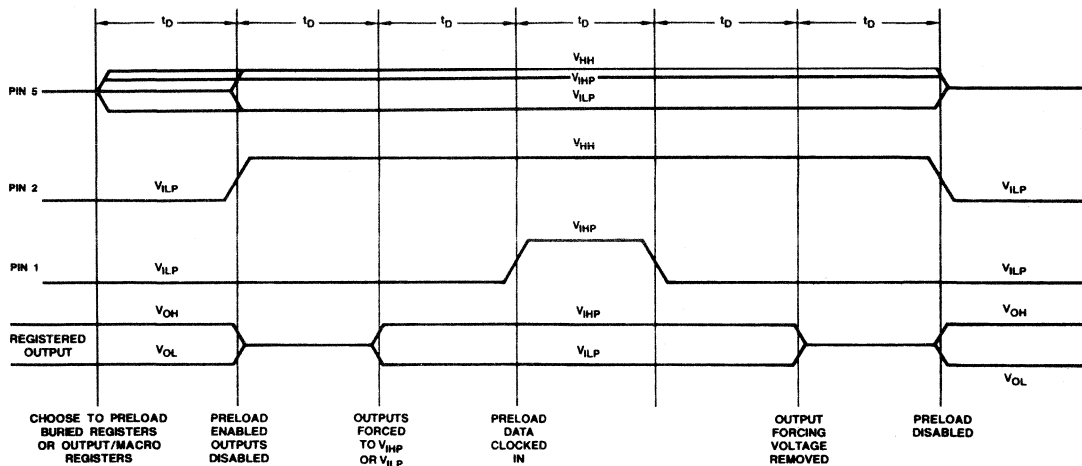 tD tD tD tD tD tD
VHH
PIN 5 VIHP
VILP
VHH
PIN 2 VILP VILP
VIHP
PIN 1 VILP VILP
VOH VIHP VOH
REGISTERED
OUTPUT VOL VILP
VOL
CHOOSE TO PRELOAD
BURIED REGISTERS
OR OUTPUT/MACRO
REGISTERS
PRELOAD
ENABLED
OUTPUTS
DISABLED
OUTPUTS
FORCED
TO VIHP
OR VILP
PRELOAD
DATA
CLOCKED
IN
OUTPUT
FORCING
VOLTAGE
REMOVED
PRELOAD
DISABLED